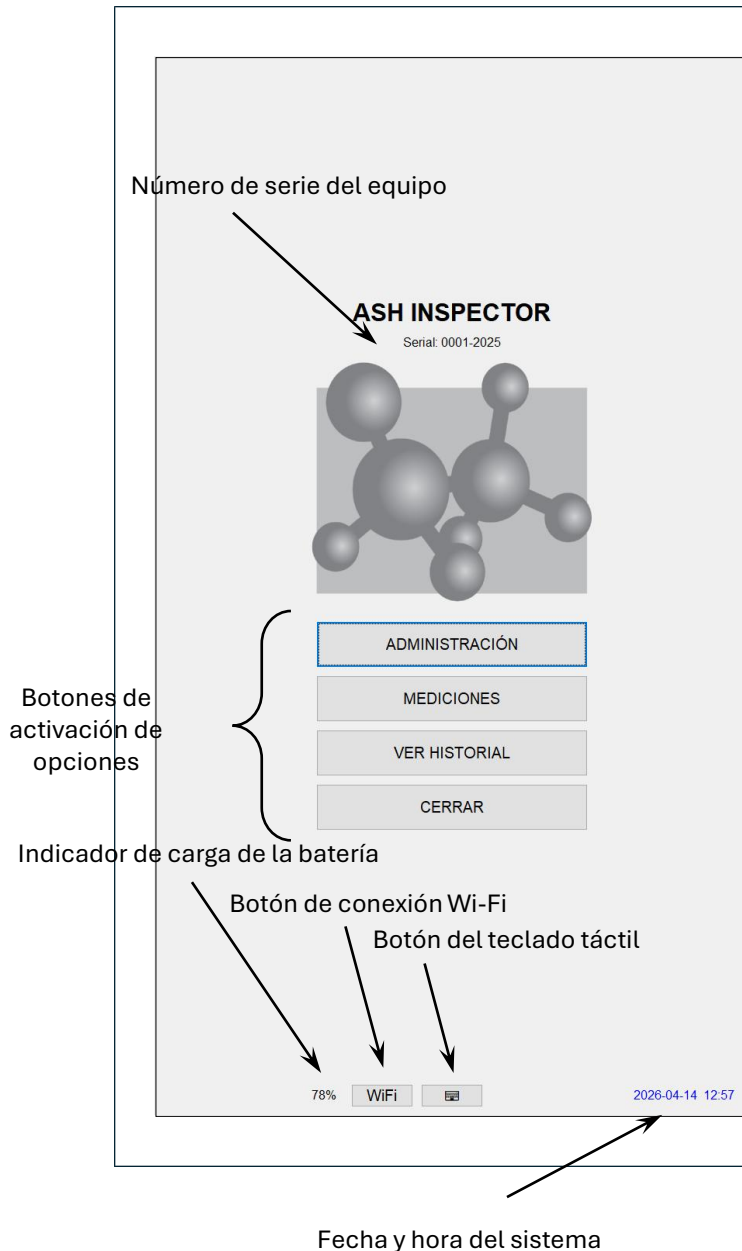 Número de serie del equipo
ASH INSPECTOR
Serial: 0001-2025
ADMINISTRACIÓN
MEDICIONES
VER HISTORIAL
CERRAR
Botones de
activación de
opciones
Indicador de carga de la batería
Botón de conexión Wi-Fi
Botón del teclado táctil
78%
WiFi
2026-04-14 12:57
Fecha y hora del sistema